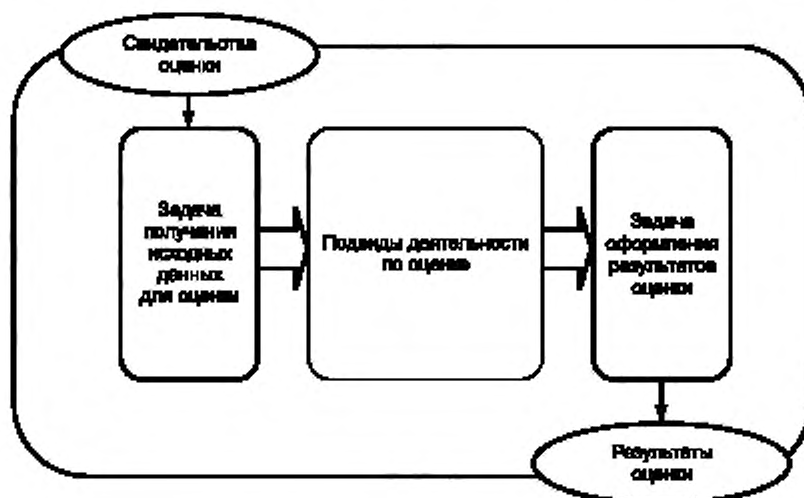 Свидетельства
оценки
Задача
получения
исходных
данных
для оценки
Подвиды деятельности
по оценке
Задача
оформления
результатов
оценки
Результаты
оценки